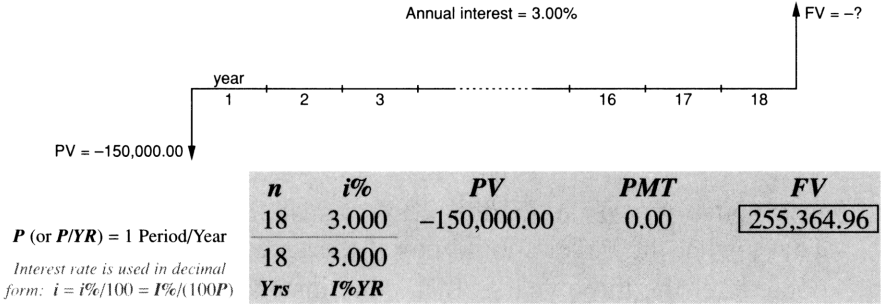 Annual interest = 3.00%
FV = –?
year
1 2 3 16 17 18
PV = –150,000.00
n i% PV PMT FV
18 3.000 –150,000.00 0.00 255,364.96
P (or P/YR) = 1 Period/Year
18 3.000
Interest rate is used in decimal
form: i = i%/100 = I%/(100P)
Yrs I%YR